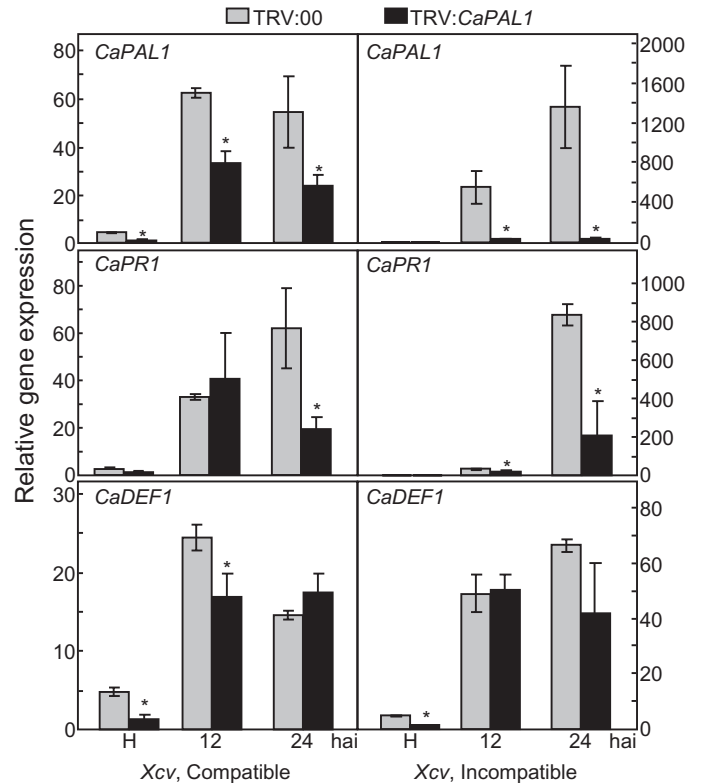 TRV:00 TRV:CaPAL1
Relative gene expression
CaPAL1
80
60
40
20
0
CaPAL1
2000
1600
1200
800
400
0
CaPR1
80
60
40
20
0
CaPR1
1000
800
600
400
200
0
CaDEF1
30
20
10
0
CaDEF1
80
60
40
20
0
H 12 24 hai H 12 24 hai
Xcv, Compatible Xcv, Incompatible
* * * * *
* * *
* * *